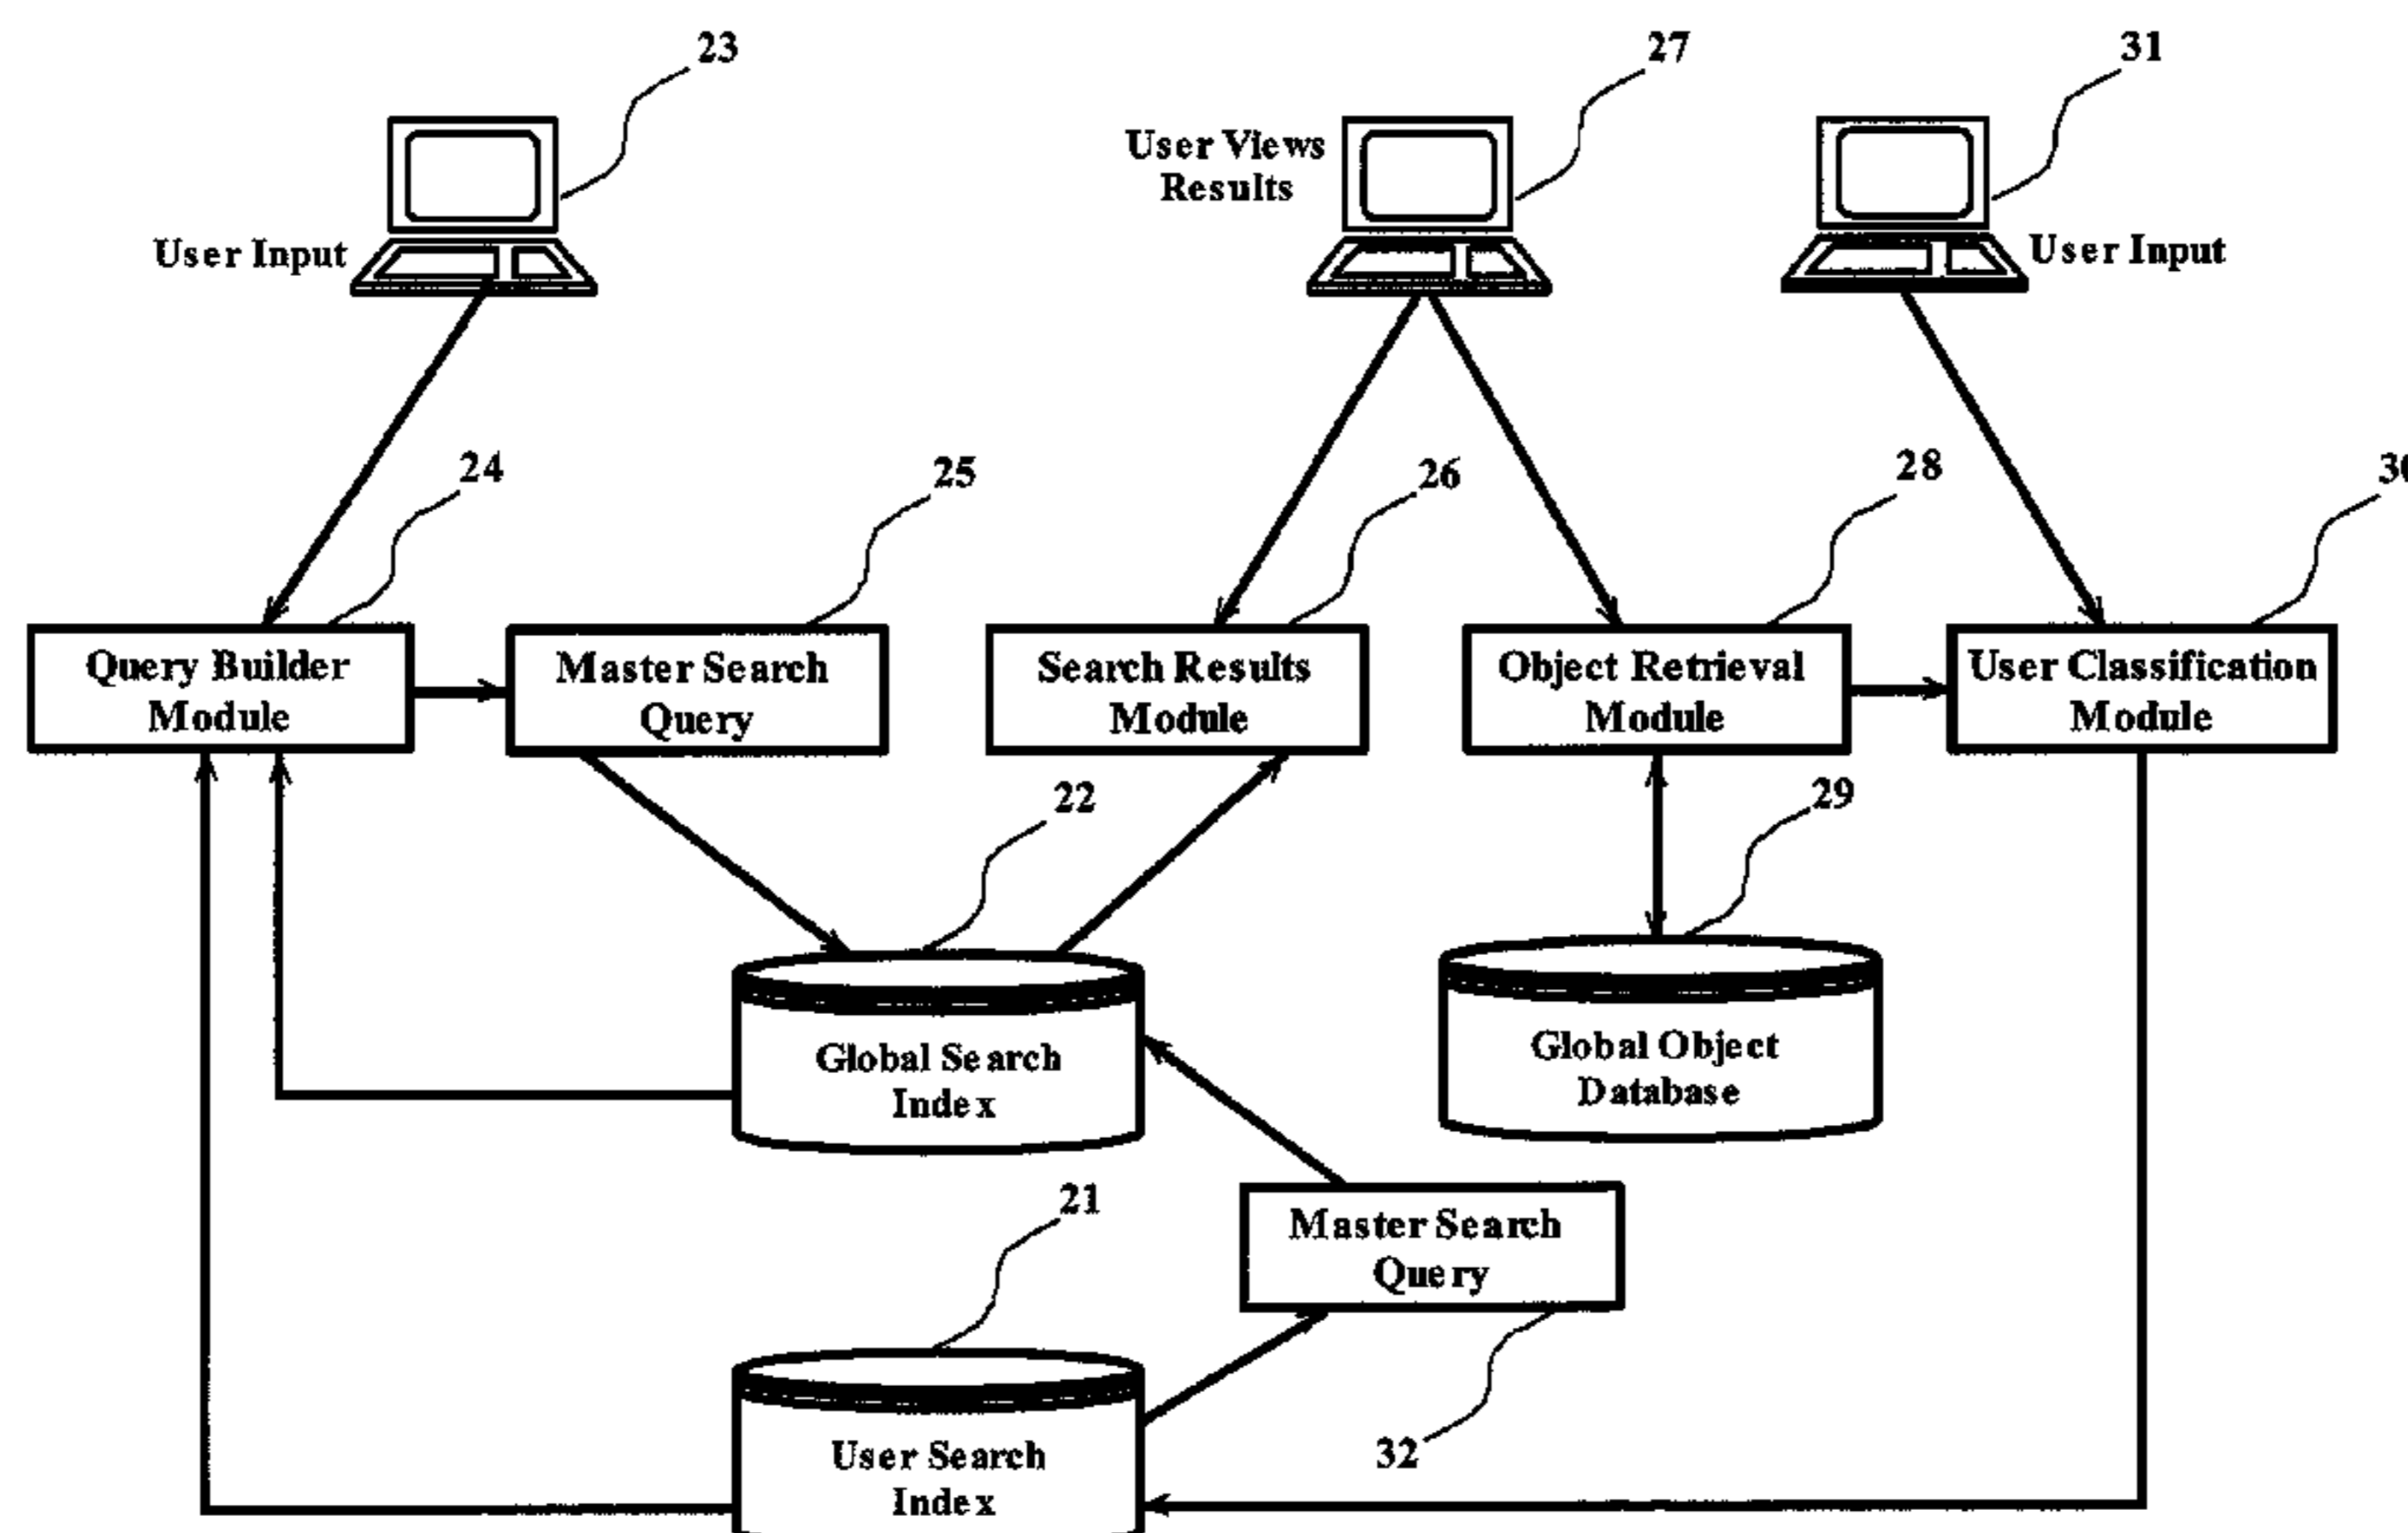 23
27
31
User Views
Results
User Input
User Input
24
25
26
28
Query Builder
Module
Master Search
Query
Search Results
Module
Object Retrieval
Module
User Classification
Module
22
29
Global Search
Index
Global Object
Database
21
Master Search
Query
32
User Search
Index